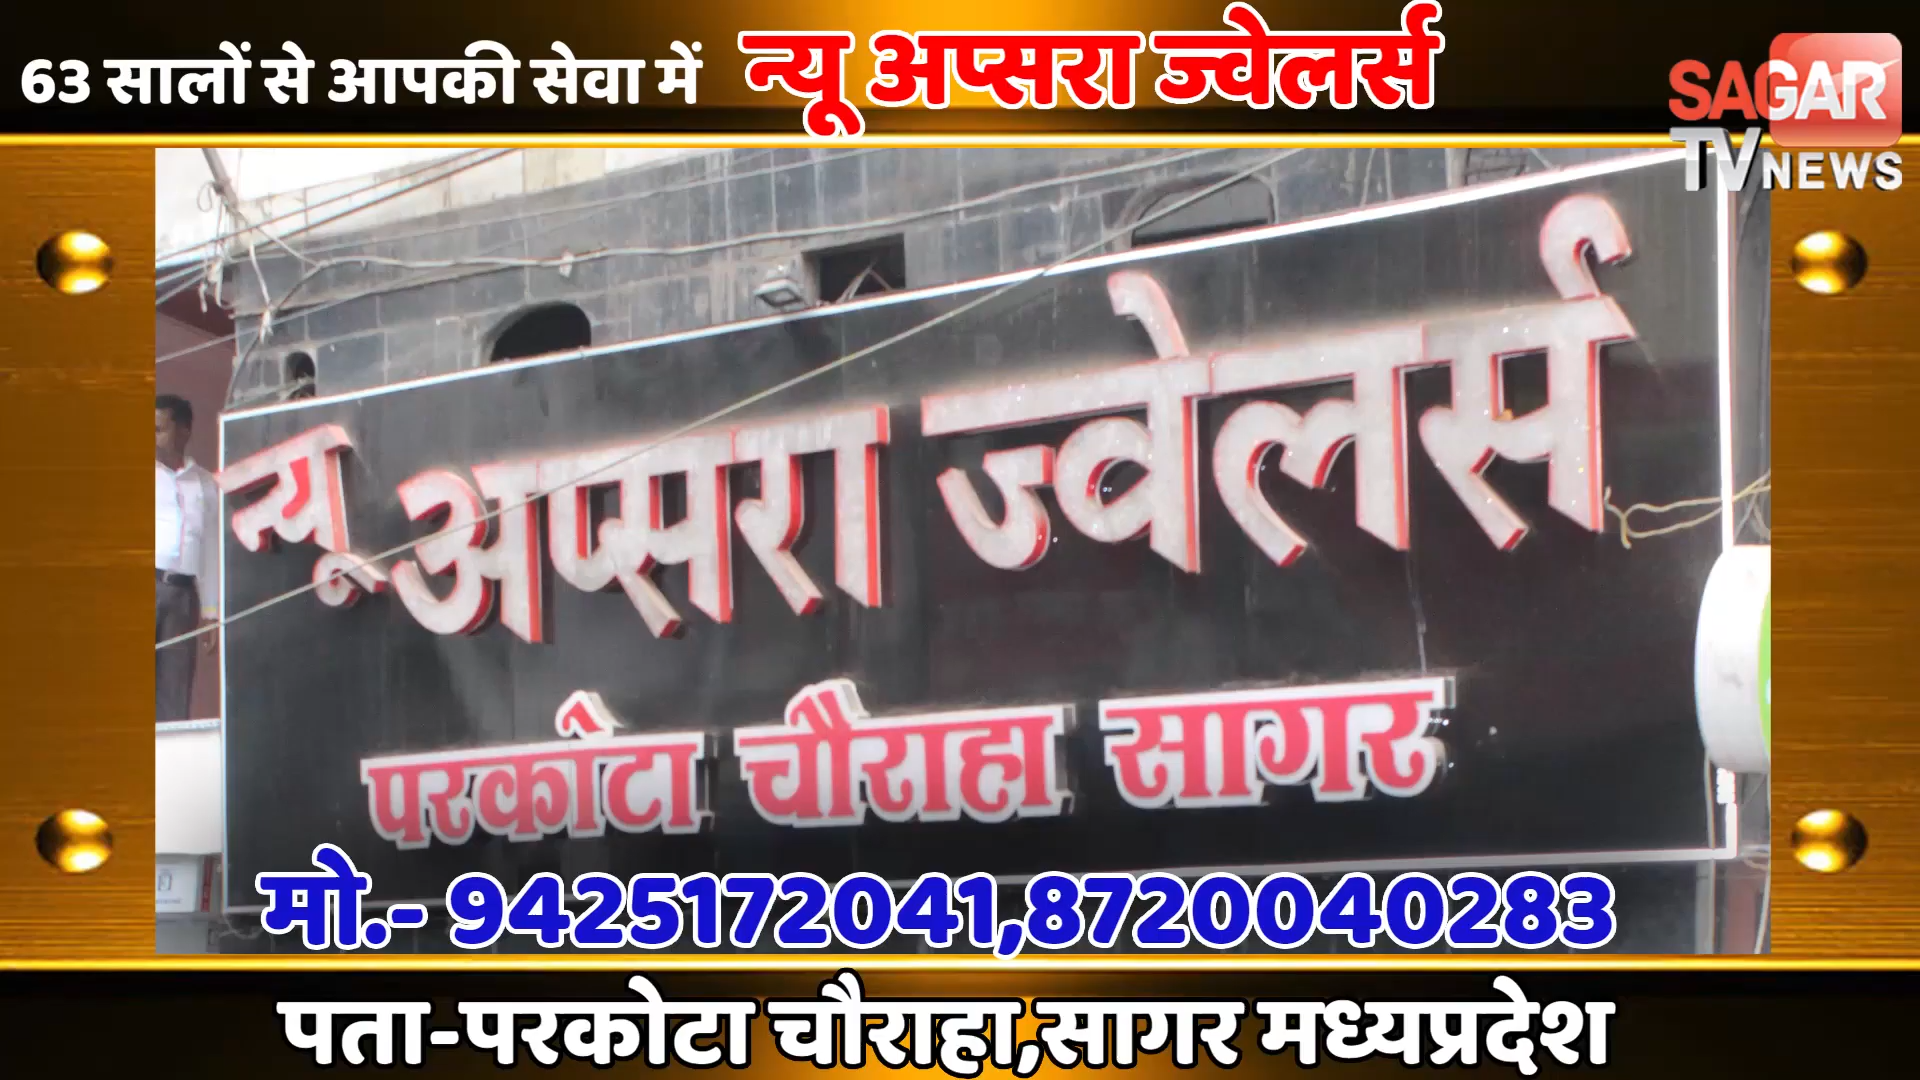 63 सालों से आपकी सेवा में न्यू अप्सरा ज्वेलर्स
SAGAR
TV NEWS
न्यू अप्सरा ज्वेलर्स
परकोटा चौराहा सागर
मो.- 9425172041,8720040283
पता-परकोटा चौराहा,सागर मध्यप्रदेश